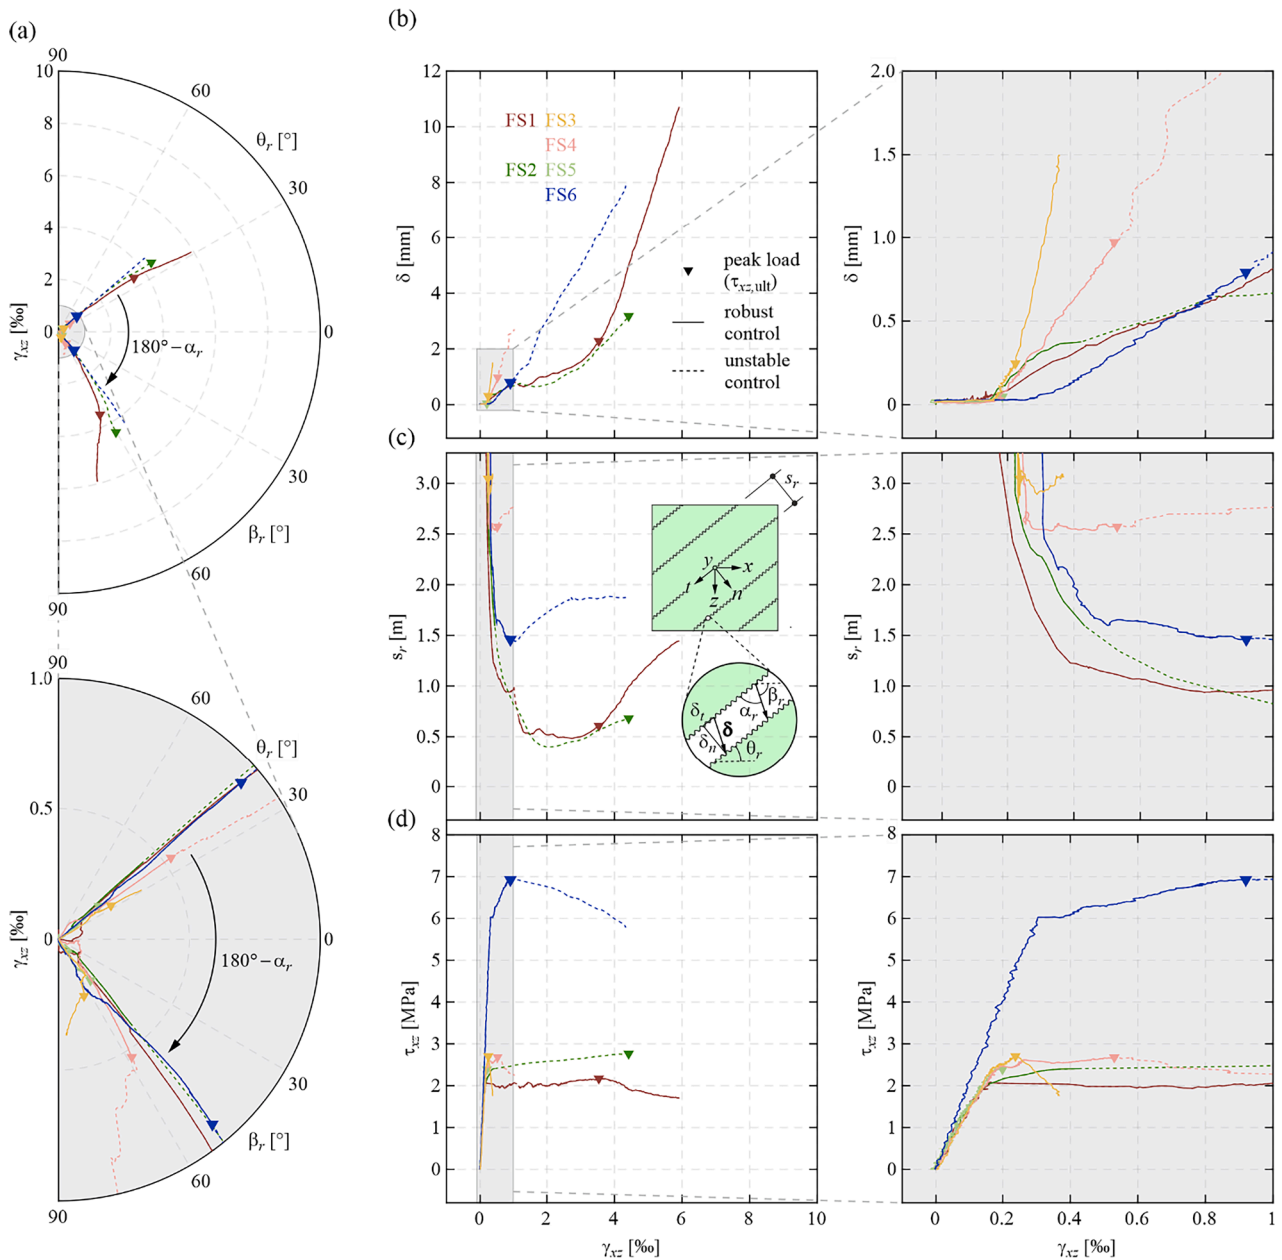 (a)
90
10
60
θr [°]
8
6
30
4
2
γxz [‰]
0
0
180°−αr
30
βr [°]
60
90
90
1.0
60
θr [°]
30
0.5
γxz [‰]
0
0
180°−αr
30
βr [°]
60
90
(b)
12
10
8
6
4
2
0
δ [mm]
FS1 FS3
FS4
FS2 FS5
FS6
peak load
(τxz,ult)
robust
control
unstable
control
2.0
1.5
1.0
0.5
0
δ [mm]
(c)
3.0
2.5
2.0
1.5
1.0
0.5
0
sr [m]
sr
y
x
t
z
n
δt
δ
αr
βr
δn
θr
3.0
2.5
2.0
1.5
1.0
0.5
0
sr [m]
(d)
8
7
6
5
4
3
2
1
0
τxz [MPa]
0 2 4 6 8 10
γxz [‰]
8
7
6
5
4
3
2
1
0
τxz [MPa]
0 0.2 0.4 0.6 0.8 1
γxz [‰]